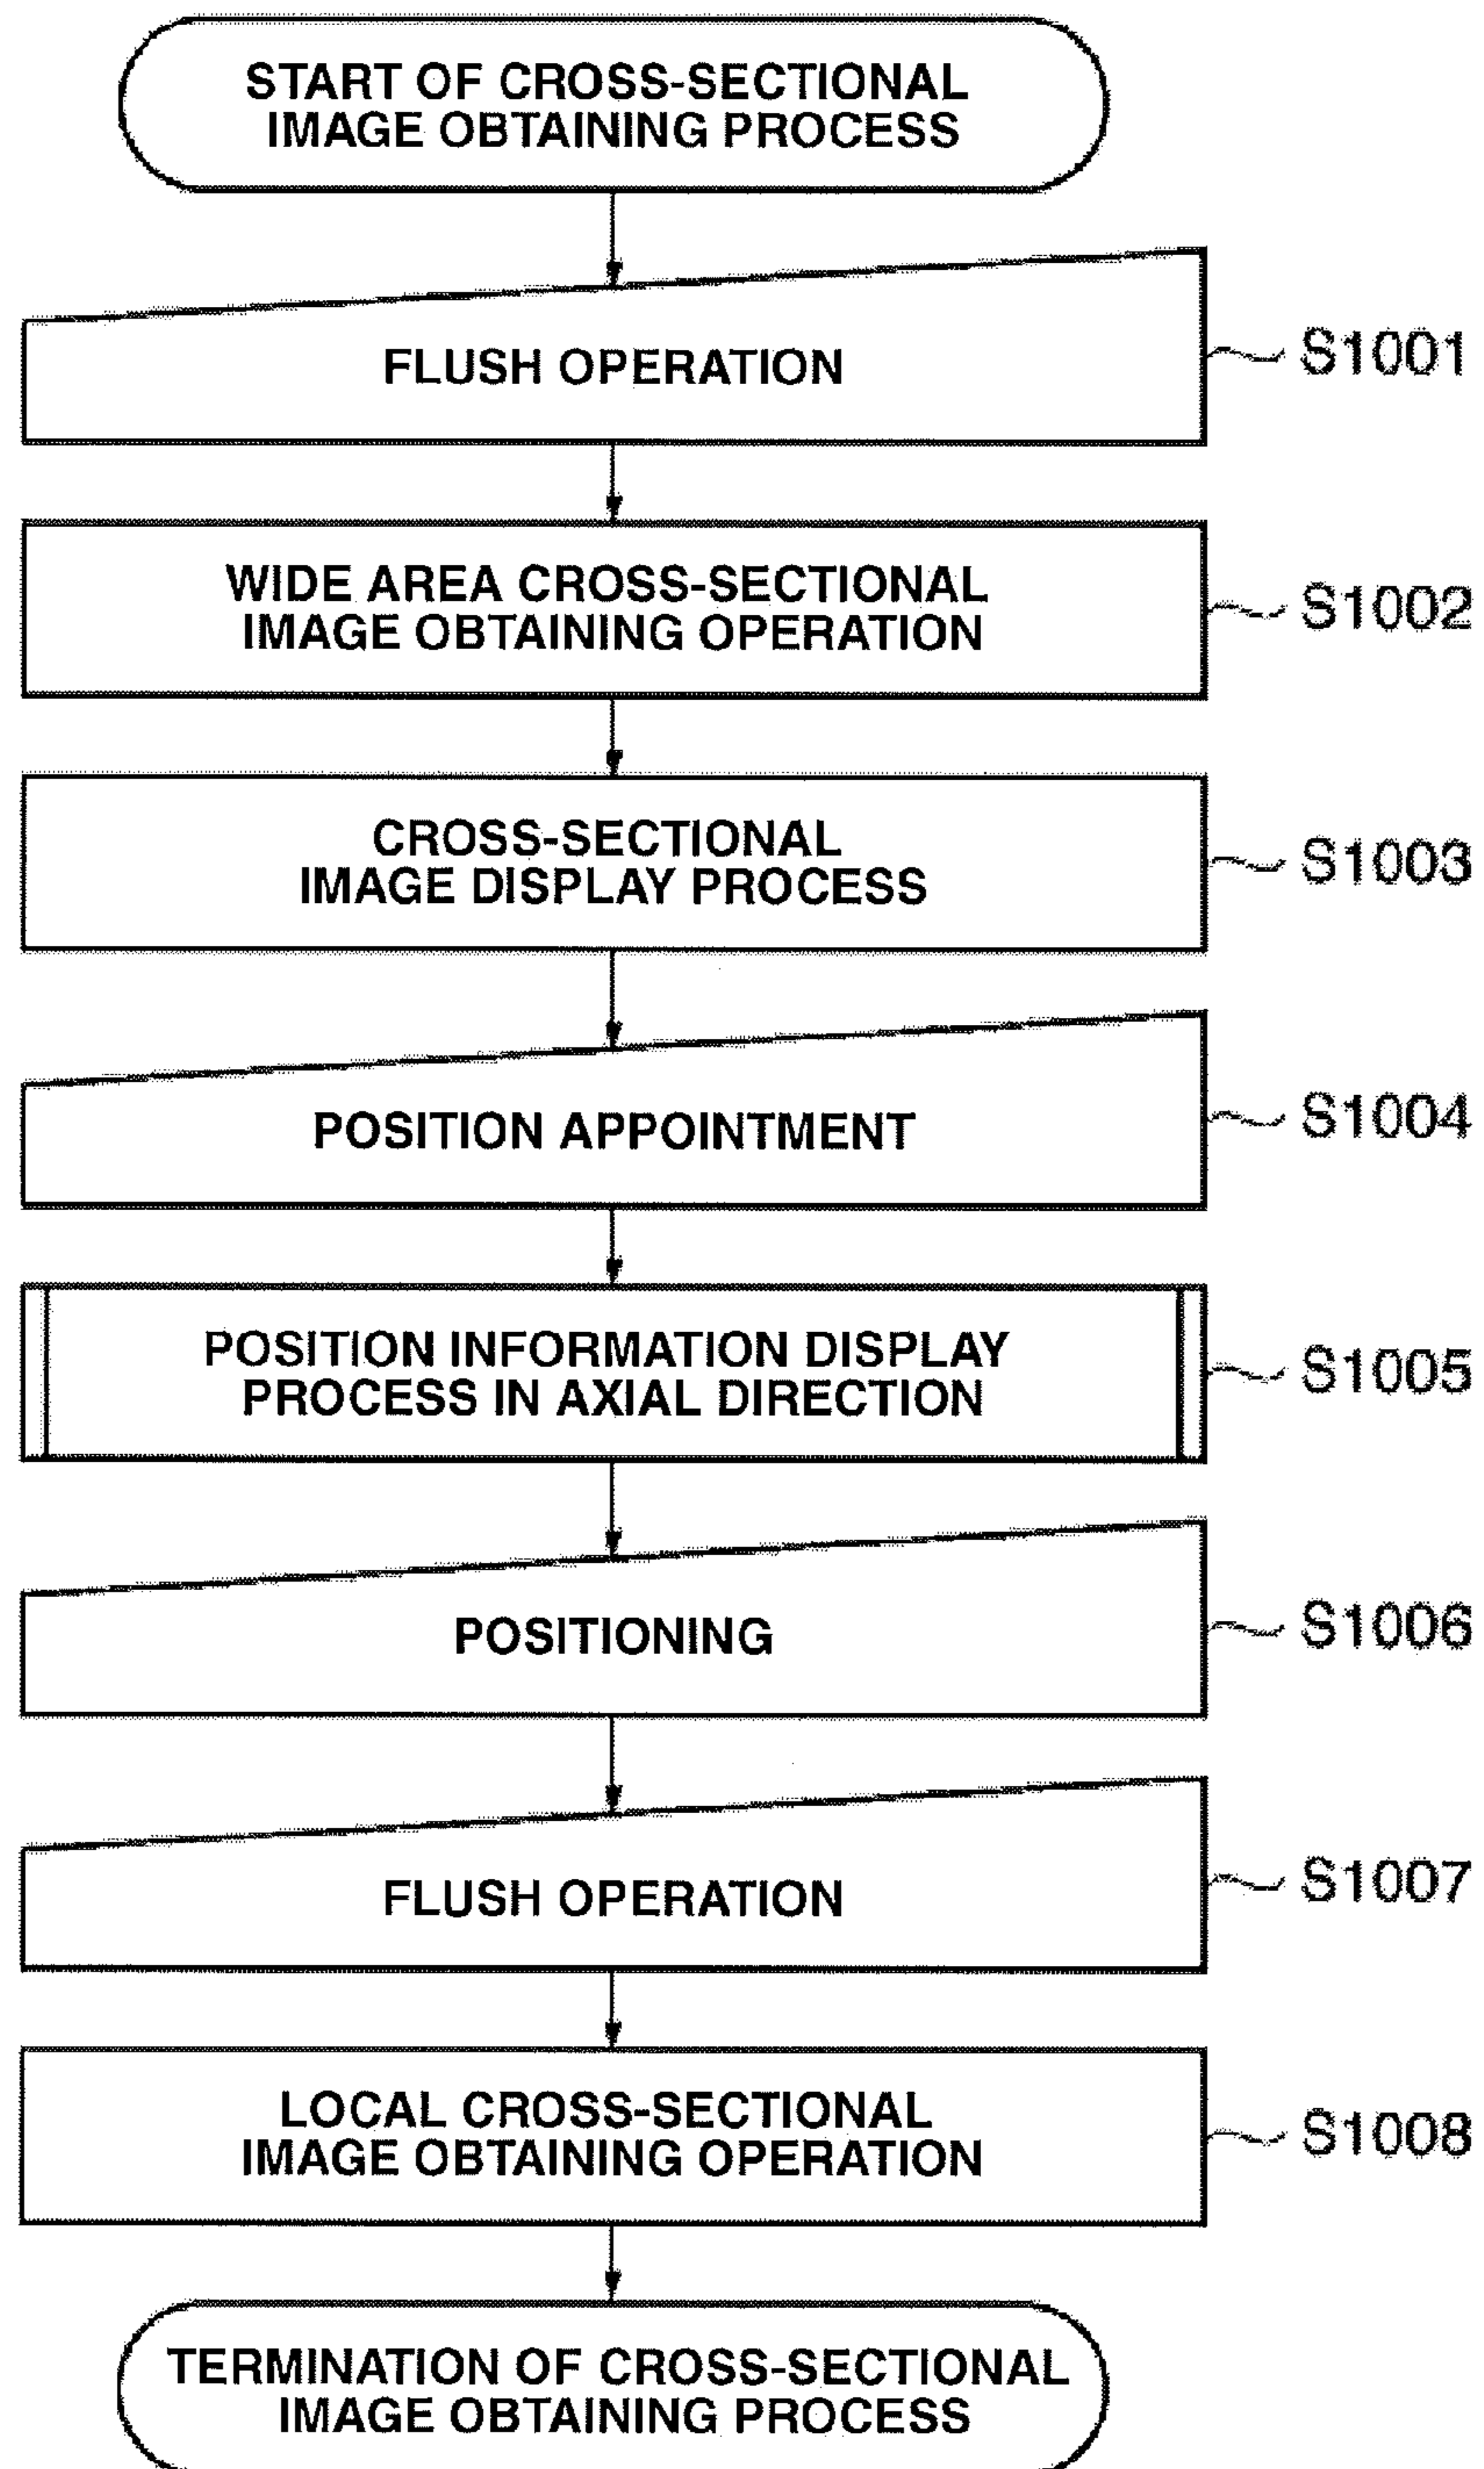 START OF CROSS-SECTIONAL
IMAGE OBTAINING PROCESS
FLUSH OPERATION
S1001
WIDE AREA CROSS-SECTIONAL
IMAGE OBTAINING OPERATION
S1002
CROSS-SECTIONAL
IMAGE DISPLAY PROCESS
S1003
POSITION APPOINTMENT
S1004
POSITION INFORMATION DISPLAY
PROCESS IN AXIAL DIRECTION
S1005
POSITIONING
S1006
FLUSH OPERATION
S1007
LOCAL CROSS-SECTIONAL
IMAGE OBTAINING OPERATION
S1008
TERMINATION OF CROSS-SECTIONAL
IMAGE OBTAINING PROCESS